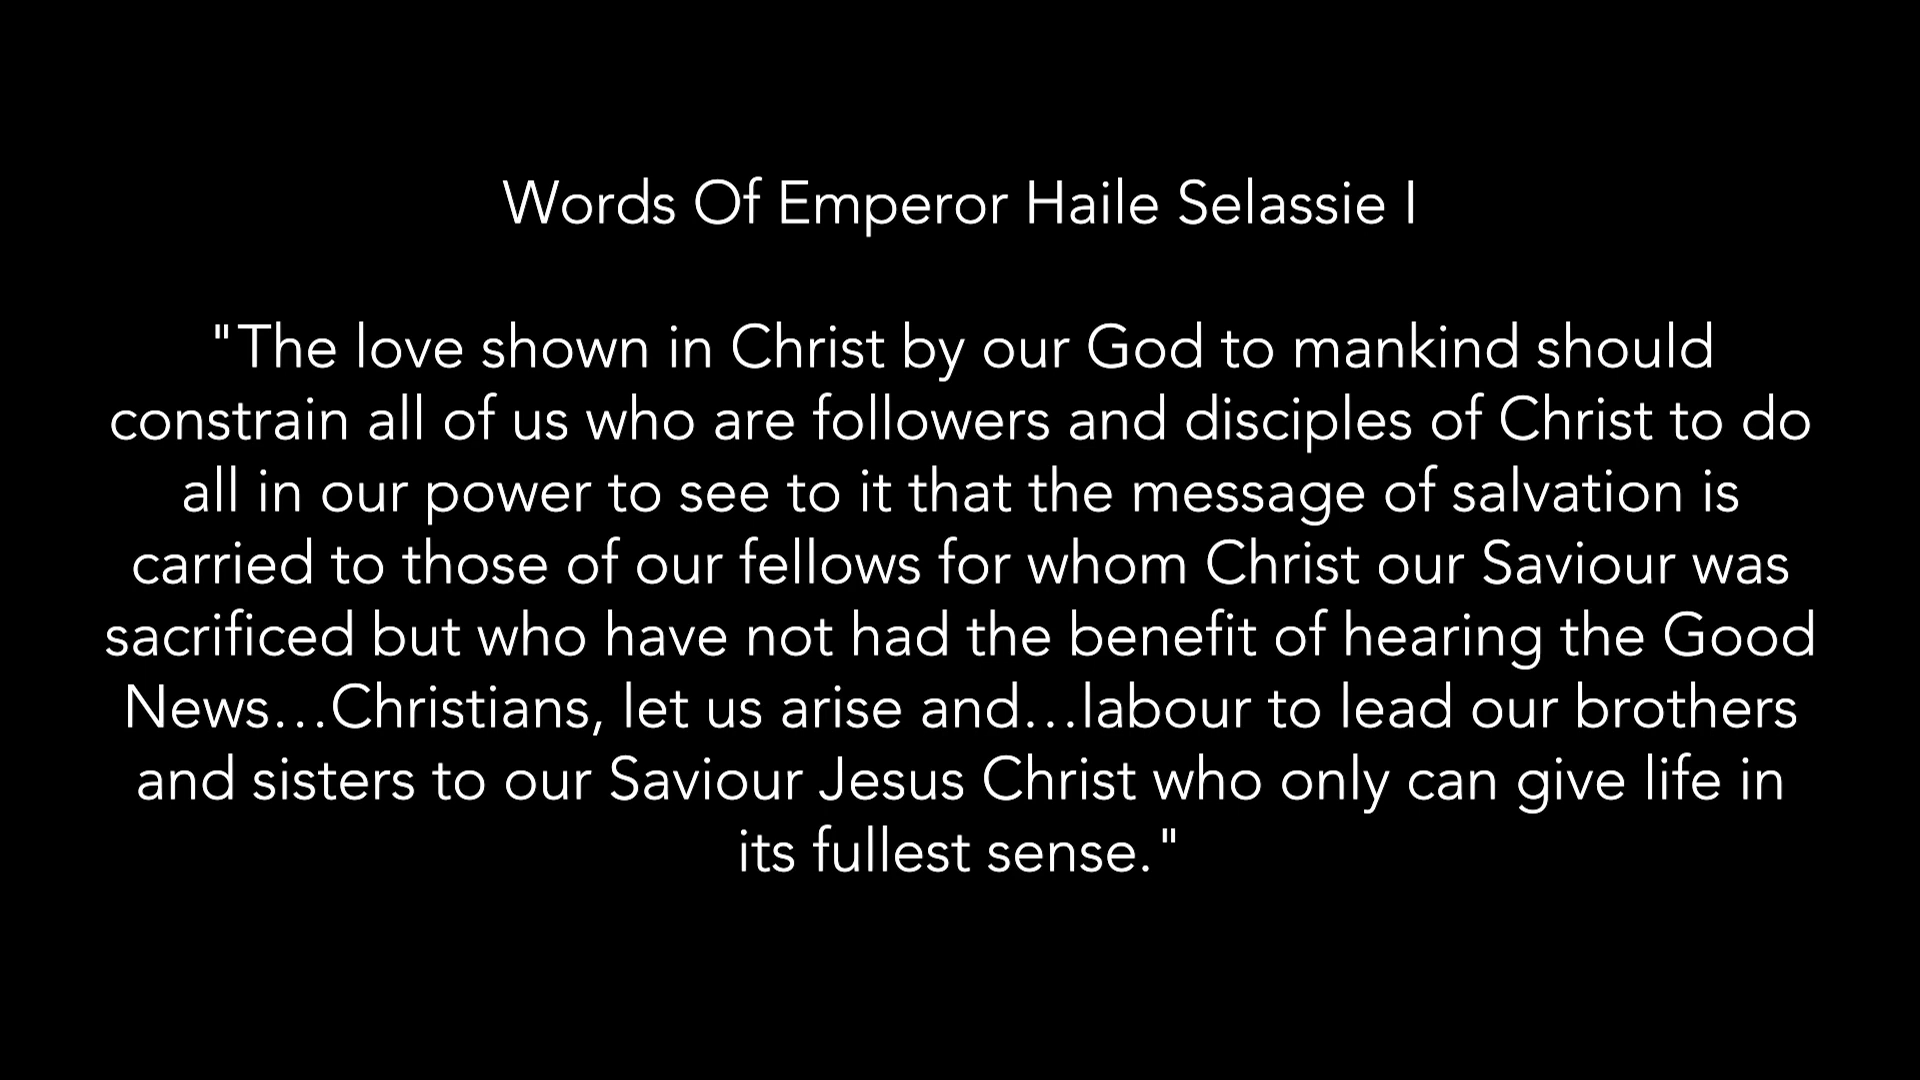 Words Of Emperor Haile Selassie I
"The love shown in Christ by our God to mankind should
constrain all of us who are followers and disciples of Christ to do
all in our power to see to it that the message of salvation is
carried to those of our fellows for whom Christ our Saviour was
sacrificed but who have not had the benefit of hearing the Good
News...Christians, let us arise and...labour to lead our brothers
and sisters to our Saviour Jesus Christ who only can give life in
its fullest sense."